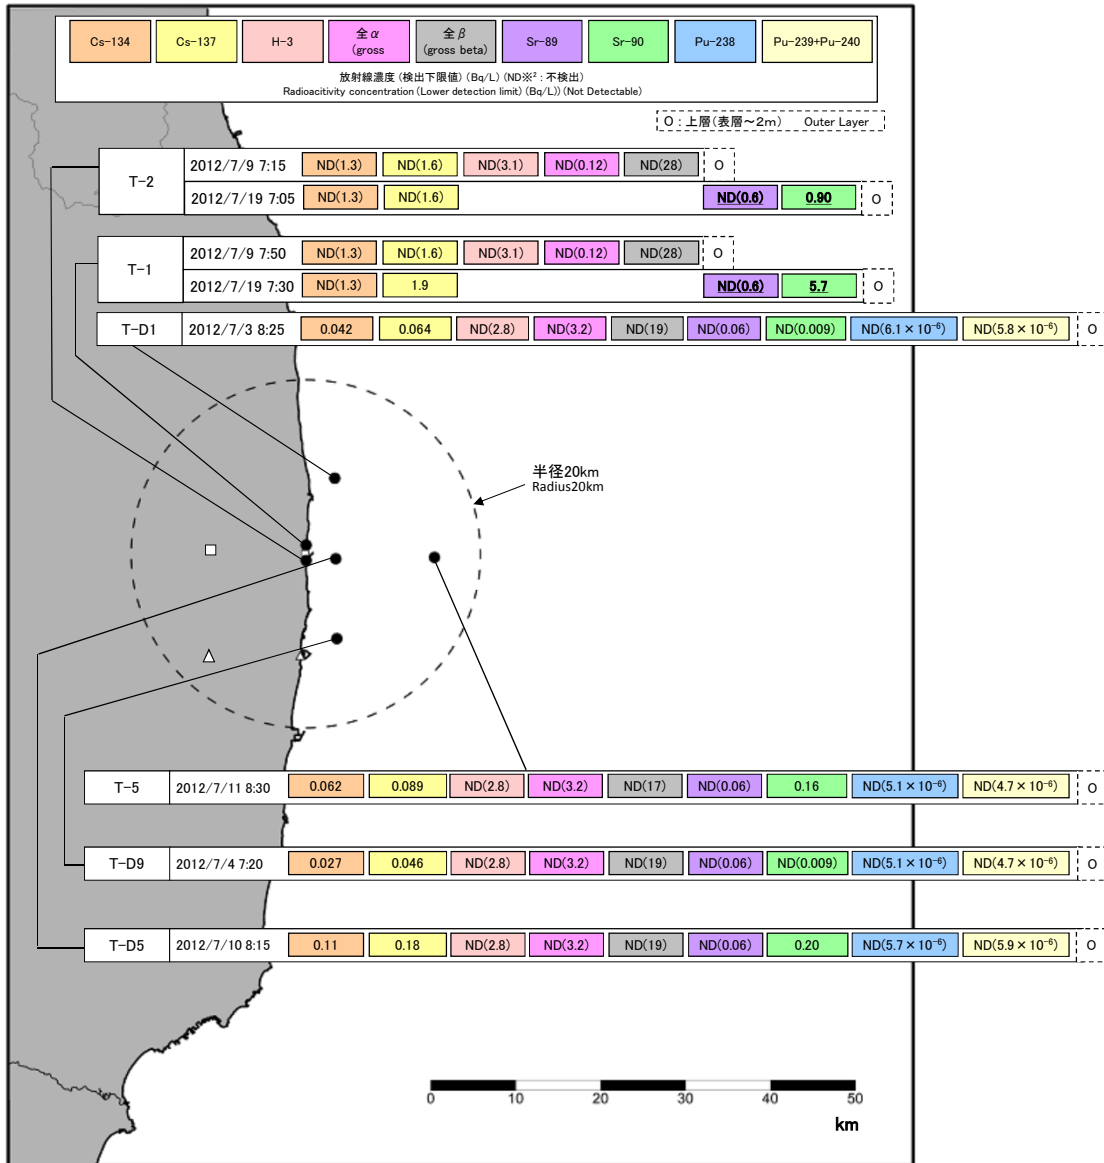 Cs-134 Cs-137 H-3 全α 全β Sr-89 Sr-90 Pu-238 Pu-239+Pu-240
(gross (gross beta)
放射線濃度 (検出下限値) (Bq/L) (ND※²:不検出)
Radioacitivity concentration (Lower detection limit) (Bq/L)) (Not Detectable)
O:上層(表層~2m) Outer Layer
T-2 2012/7/9 7:15 ND(1.3) ND(1.6) ND(3.1) ND(0.12) ND(28) O
2012/7/19 7:05 ND(1.3) ND(1.6) ND(0.6) 0.90 O
T-1 2012/7/9 7:50 ND(1.3) ND(1.6) ND(3.1) ND(0.12) ND(28) O
2012/7/19 7:30 ND(1.3) 1.9 ND(0.6) 5.7 O
T-D1 2012/7/3 8:25 0.042 0.064 ND(2.8) ND(3.2) ND(19) ND(0.06) ND(0.009) ND(6.1×10⁻⁶) ND(5.8×10⁻⁶) O
半径20km
Radius20km
T-5 2012/7/11 8:30 0.062 0.089 ND(2.8) ND(3.2) ND(17) ND(0.06) 0.16 ND(5.1×10⁻⁶) ND(4.7×10⁻⁶) O
T-D9 2012/7/4 7:20 0.027 0.046 ND(2.8) ND(3.2) ND(19) ND(0.06) ND(0.009) ND(5.1×10⁻⁶) ND(4.7×10⁻⁶) O
T-D5 2012/7/10 8:15 0.11 0.18 ND(2.8) ND(3.2) ND(19) ND(0.06) 0.20 ND(5.7×10⁻⁶) ND(5.9×10⁻⁶) O
0 10 20 30 40 50
km